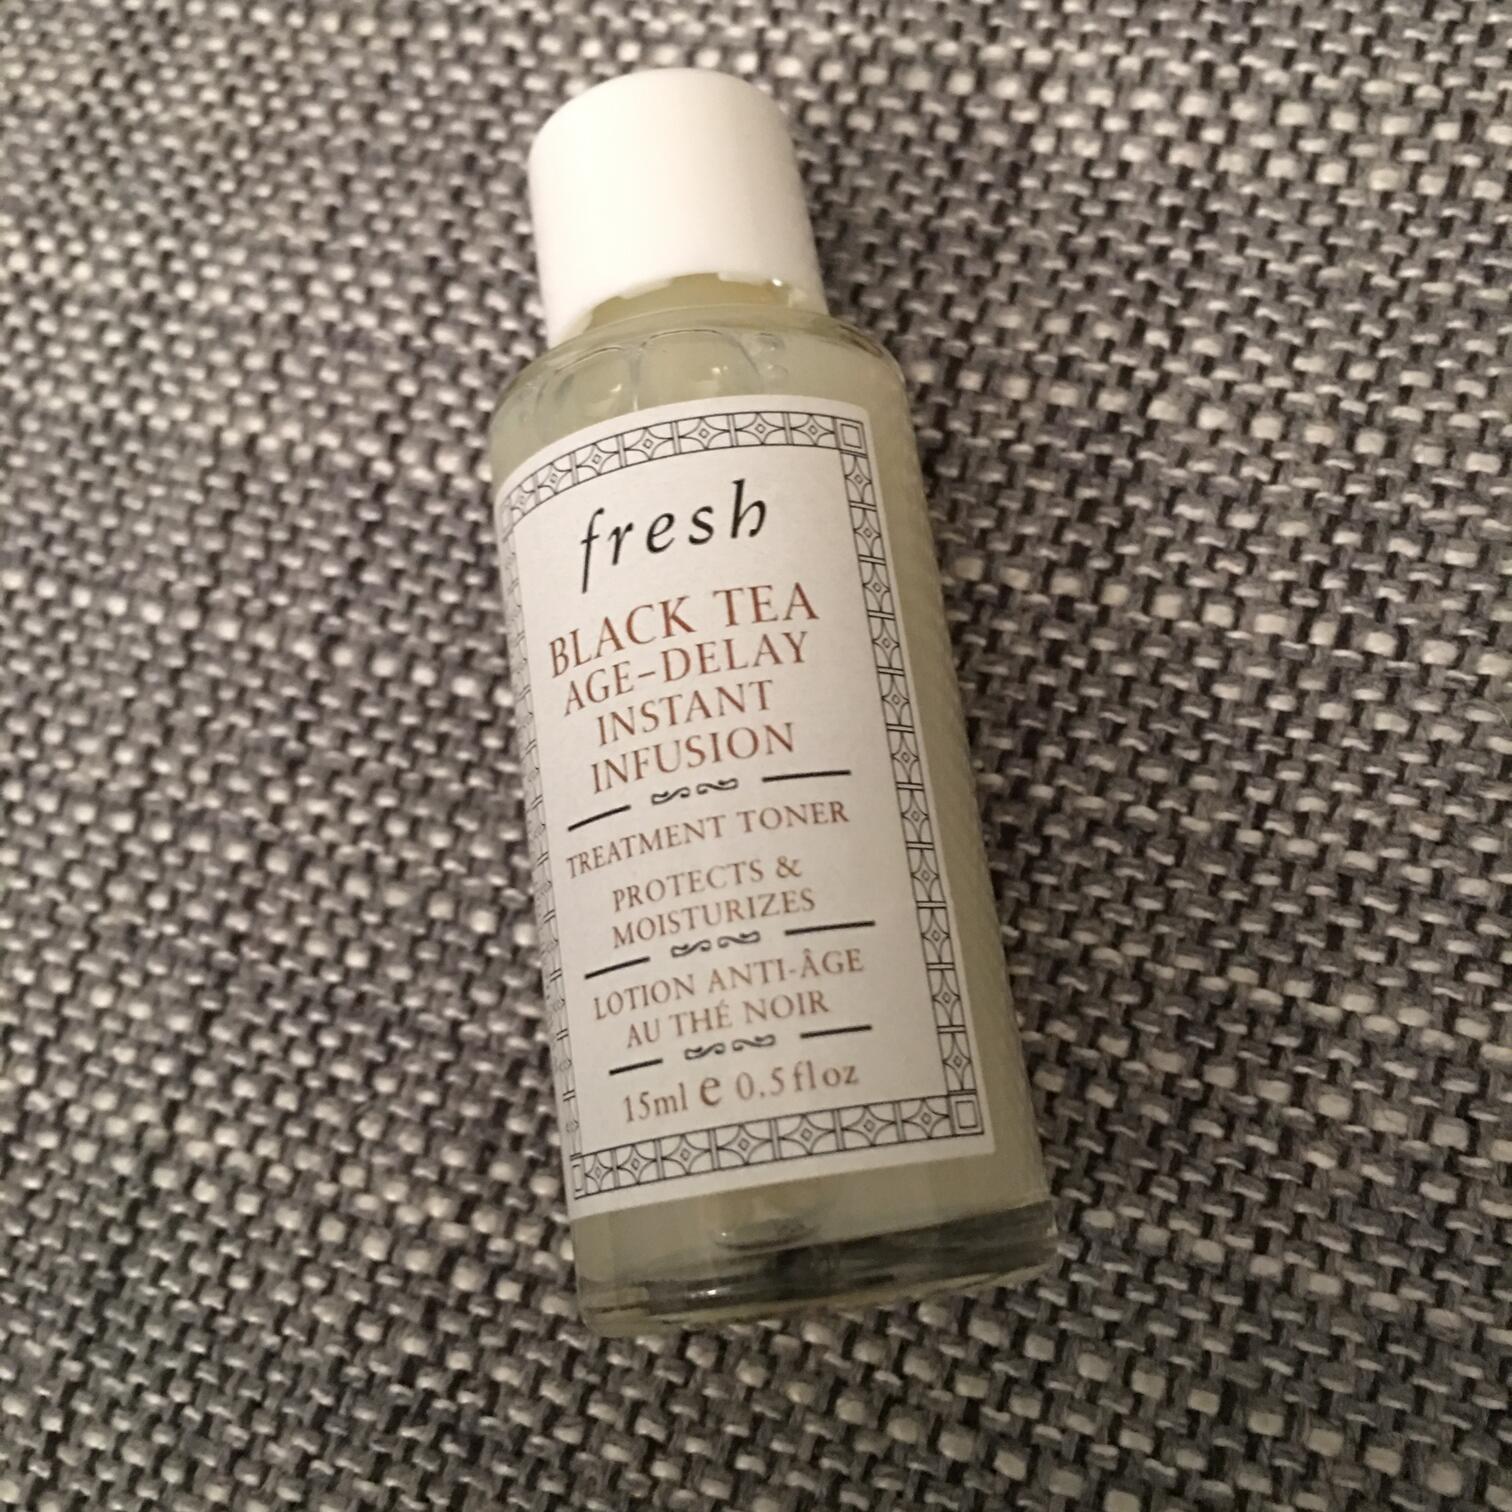 fresh
BLACK TEA
AGE-DELAY
INSTANT
INFUSION
TREATMENT TONER
PROTECTS &
MOISTURIZES
LOTION ANTI-ÂGE
AU THÉ NOIR
15ml e 0.5 fl oz